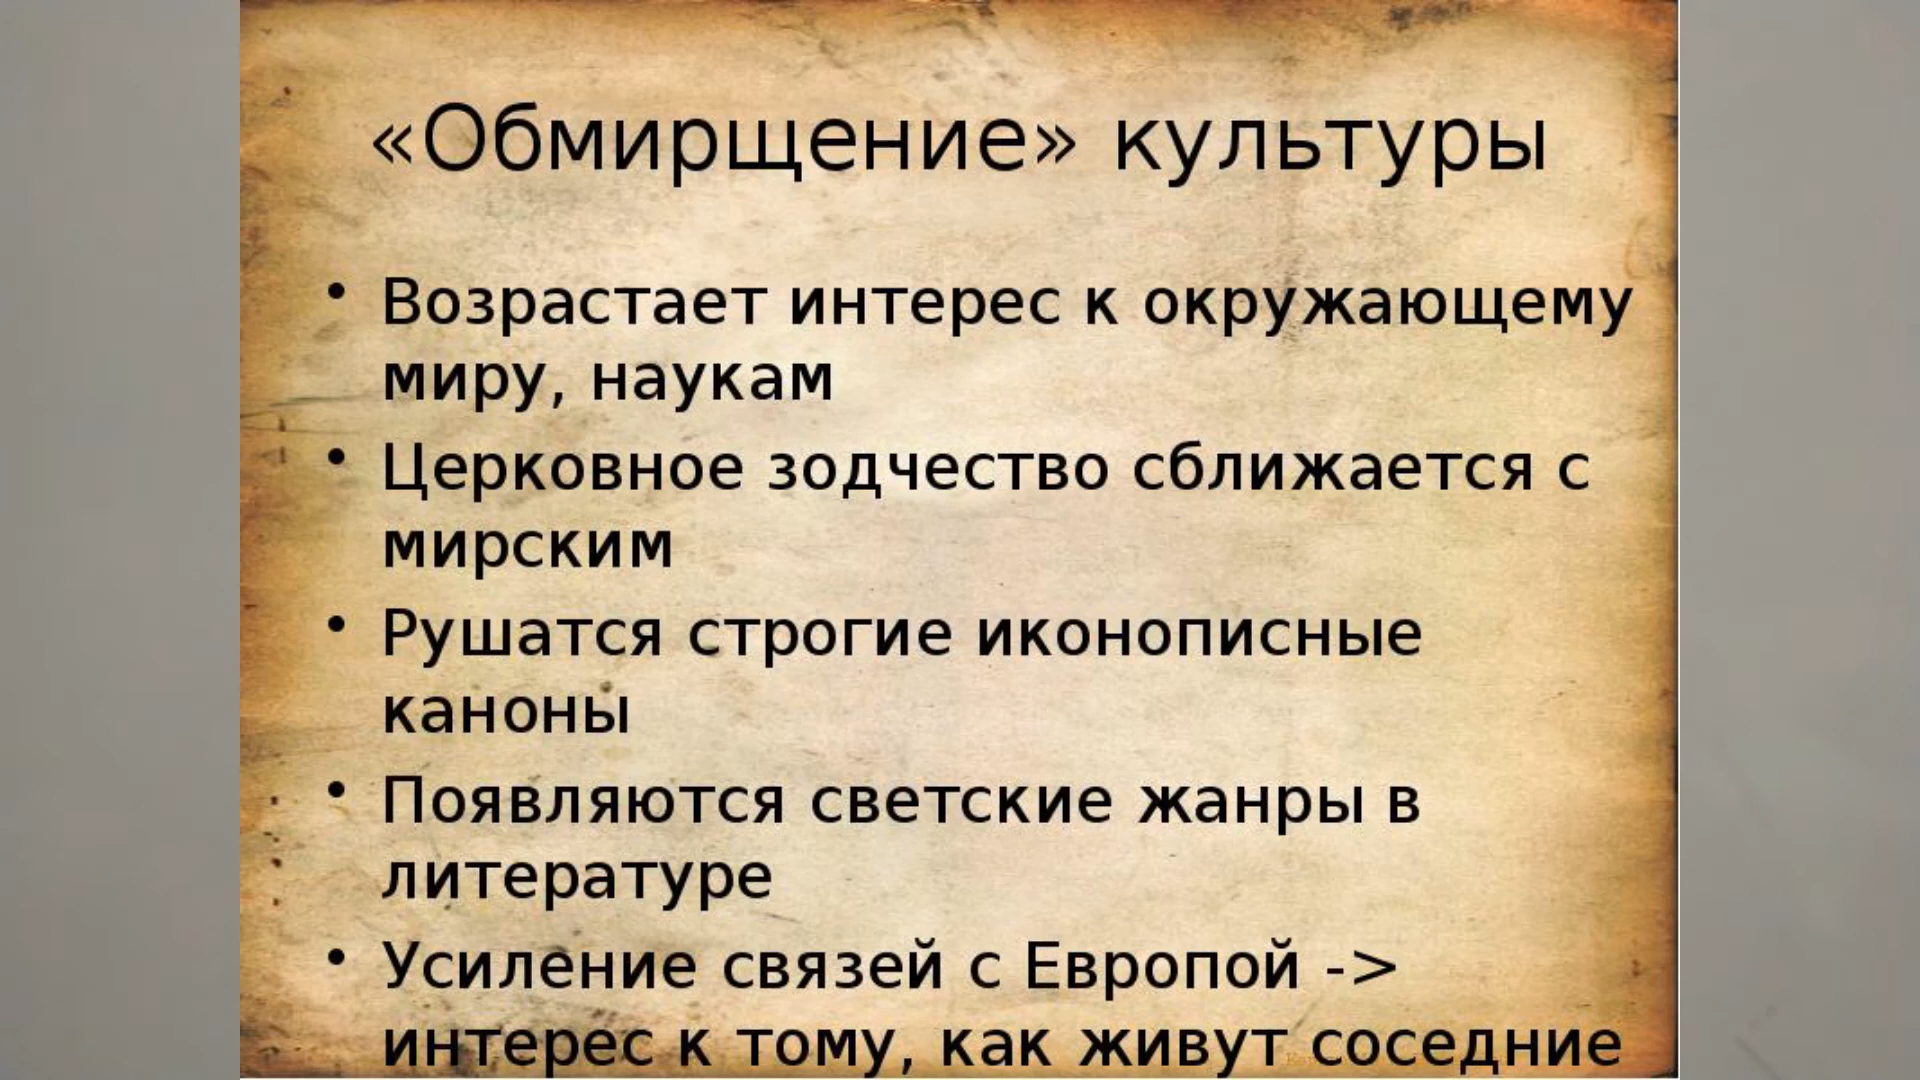 «Обмирщение» культуры
• Возрастает интерес к окружающему
миру, наукам
• Церковное зодчество сближается с
мирским
• Рушатся строгие иконописные
каноны
• Появляются светские жанры в
литературе
• Усиление связей с Европой ->
интерес к тому, как живут соседние